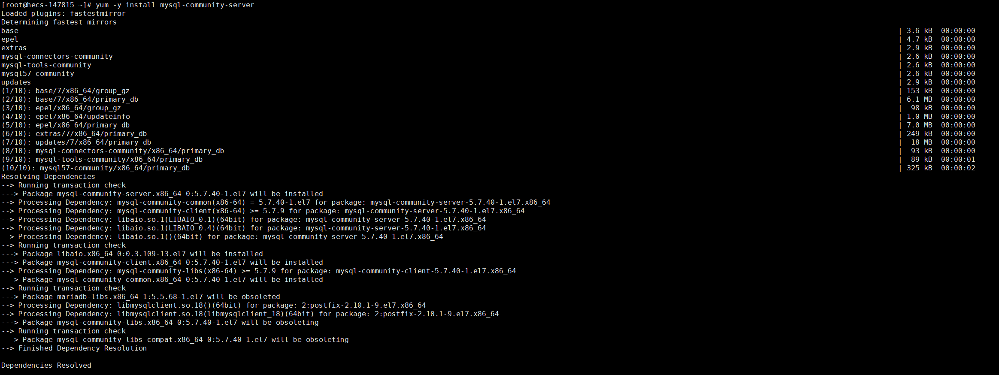 [root@hecs-147815 ~]# yum -y install mysql-community-server
Loaded plugins: fastestmirror
Determining fastest mirrors
base | 3.6 kB 00:00:00
epel | 4.7 kB 00:00:00
extras | 2.9 kB 00:00:00
mysql-connectors-community | 2.6 kB 00:00:00
mysql-tools-community | 2.6 kB 00:00:00
mysql57-community | 2.6 kB 00:00:00
updates | 2.9 kB 00:00:00
(1/10): base/7/x86_64/group_gz | 153 kB 00:00:00
(2/10): base/7/x86_64/primary_db | 6.1 MB 00:00:00
(3/10): epel/x86_64/group_gz | 98 kB 00:00:00
(4/10): epel/x86_64/updateinfo | 1.0 MB 00:00:00
(5/10): epel/x86_64/primary_db | 7.0 MB 00:00:00
(6/10): extras/7/x86_64/primary_db | 249 kB 00:00:00
(7/10): updates/7/x86_64/primary_db | 18 MB 00:00:00
(8/10): mysql-connectors-community/x86_64/primary_db | 93 kB 00:00:00
(9/10): mysql-tools-community/x86_64/primary_db | 89 kB 00:00:01
(10/10): mysql57-community/x86_64/primary_db | 325 kB 00:00:02
Resolving Dependencies
--> Running transaction check
---> Package mysql-community-server.x86_64 0:5.7.40-1.el7 will be installed
--> Processing Dependency: mysql-community-common(x86-64) = 5.7.40-1.el7 for package: mysql-community-server-5.7.40-1.el7.x86_64
--> Processing Dependency: mysql-community-client(x86-64) >= 5.7.9 for package: mysql-community-server-5.7.40-1.el7.x86_64
--> Processing Dependency: libaio.so.1(LIBAIO_0.1)(64bit) for package: mysql-community-server-5.7.40-1.el7.x86_64
--> Processing Dependency: libaio.so.1(LIBAIO_0.4)(64bit) for package: mysql-community-server-5.7.40-1.el7.x86_64
--> Processing Dependency: libaio.so.1()(64bit) for package: mysql-community-server-5.7.40-1.el7.x86_64
--> Running transaction check
---> Package libaio.x86_64 0:0.3.109-13.el7 will be installed
---> Package mysql-community-client.x86_64 0:5.7.40-1.el7 will be installed
--> Processing Dependency: mysql-community-libs(x86-64) >= 5.7.9 for package: mysql-community-client-5.7.40-1.el7.x86_64
---> Package mysql-community-common.x86_64 0:5.7.40-1.el7 will be installed
--> Running transaction check
---> Package mariadb-libs.x86_64 1:5.5.68-1.el7 will be obsoleted
--> Processing Dependency: libmysqlclient.so.18()(64bit) for package: 2:postfix-2.10.1-9.el7.x86_64
--> Processing Dependency: libmysqlclient.so.18(libmysqlclient_18)(64bit) for package: 2:postfix-2.10.1-9.el7.x86_64
---> Package mysql-community-libs.x86_64 0:5.7.40-1.el7 will be obsoleting
--> Running transaction check
---> Package mysql-community-libs-compat.x86_64 0:5.7.40-1.el7 will be obsoleting
--> Finished Dependency Resolution
Dependencies Resolved